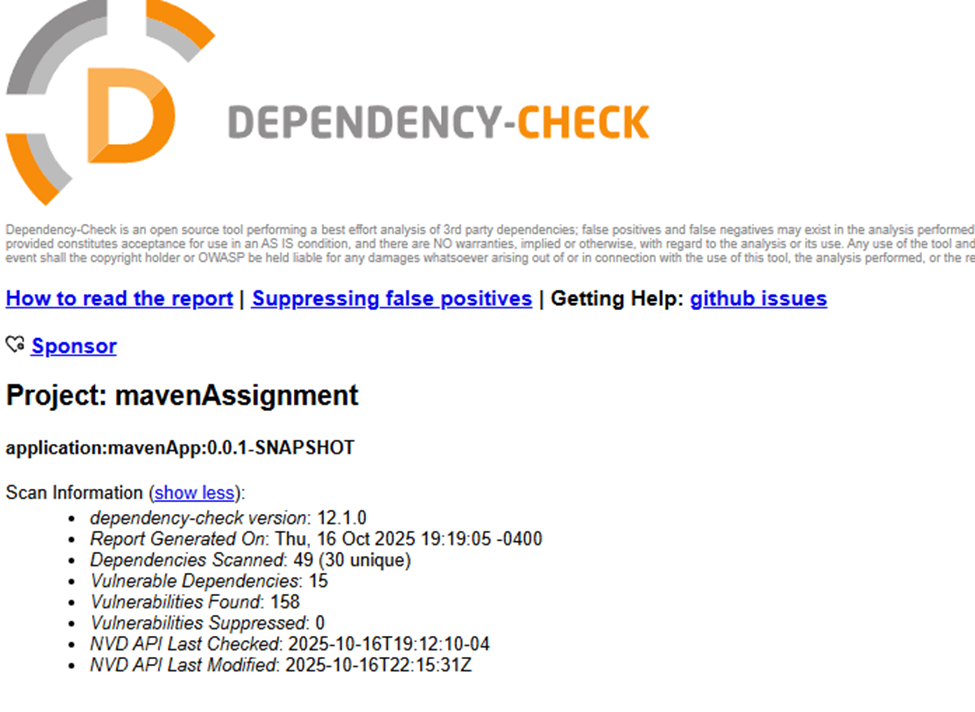 DEPENDENCY-CHECK
Dependency-Check is an open source tool performing a best effort analysis of 3rd party dependencies; false positives and false negatives may exist in the analysis performed
provided constitutes acceptance for use in an AS IS condition, and there are NO warranties, implied or otherwise, with regard to the analysis or its use. Any use of the tool and
event shall the copyright holder or OWASP be held liable for any damages whatsoever arising out of or in connection with the use of this tool, the analysis performed, or the
How to read the report | Suppressing false positives | Getting Help: github issues
Sponsor
Project: mavenAssignment
application:mavenApp:0.0.1-SNAPSHOT
Scan Information (show less):
• dependency-check version: 12.1.0
• Report Generated On: Thu, 16 Oct 2025 19:19:05 -0400
• Dependencies Scanned: 49 (30 unique)
• Vulnerable Dependencies: 15
• Vulnerabilities Found: 158
• Vulnerabilities Suppressed: 0
• NVD API Last Checked: 2025-10-16T19:12:10-04
• NVD API Last Modified: 2025-10-16T22:15:31Z